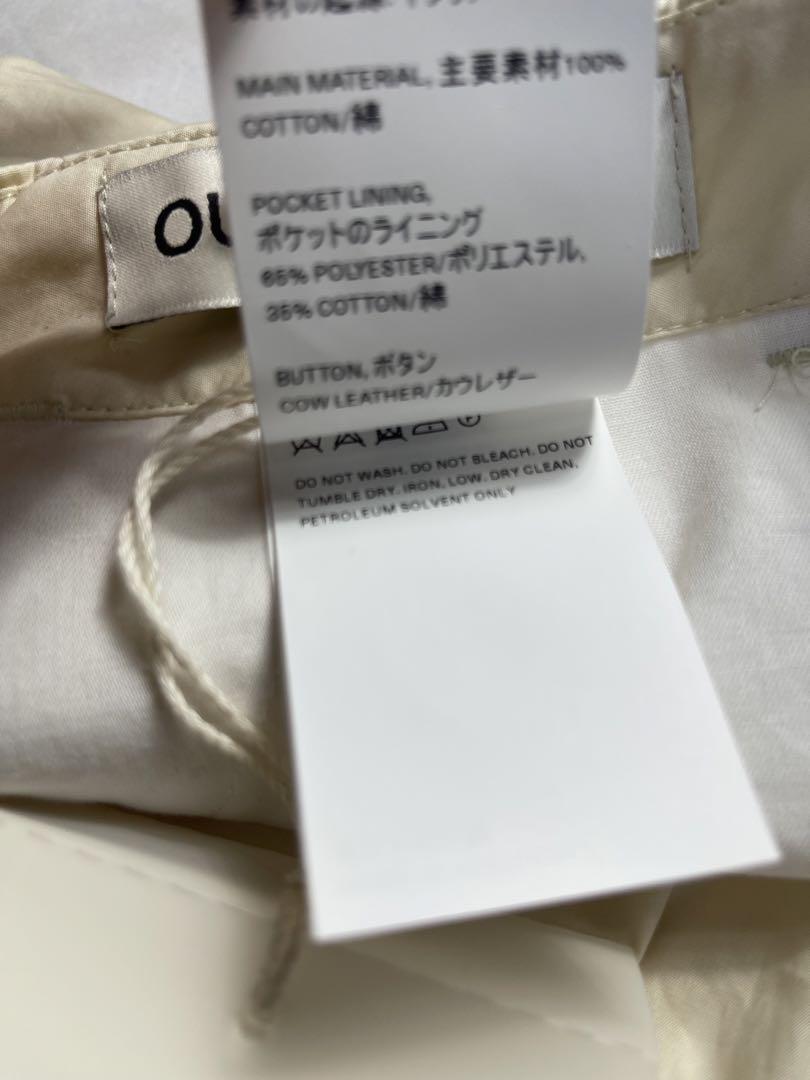 MAIN MATERIAL, 主要素材100%
COTTON/綿
POCKET LINING,
ポケットのライニング
65% POLYESTER/ポリエステル,
35% COTTON/綿
BUTTON, ボタン
COW LEATHER/カウレザー
DO NOT WASH. DO NOT BLEACH. DO NOT
TUMBLE DRY. IRON, LOW. DRY CLEAN,
PETROLEUM SOLVENT ONLY
OU